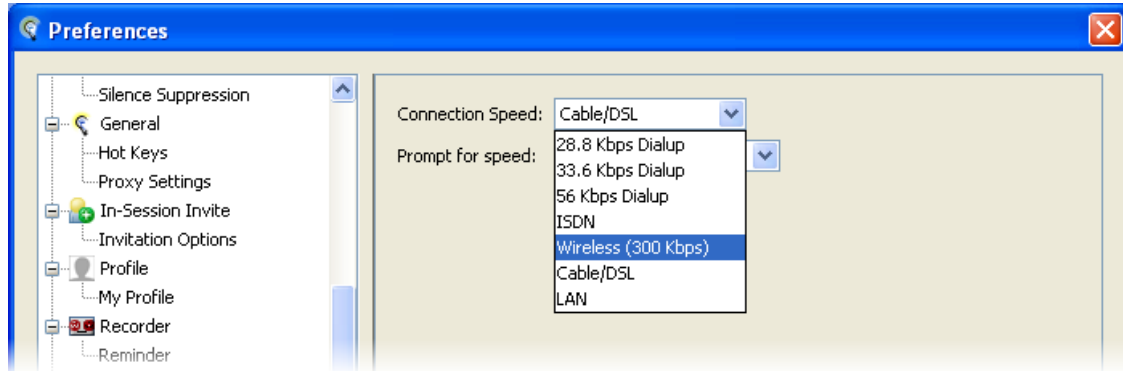 Preferences
Silence Suppression
General
Hot Keys
Proxy Settings
In-Session Invite
Invitation Options
Profile
My Profile
Recorder
Reminder
Connection Speed: Cable/DSL
Prompt for speed:
28.8 Kbps Dialup
33.6 Kbps Dialup
56 Kbps Dialup
ISDN
Wireless (300 Kbps)
Cable/DSL
LAN